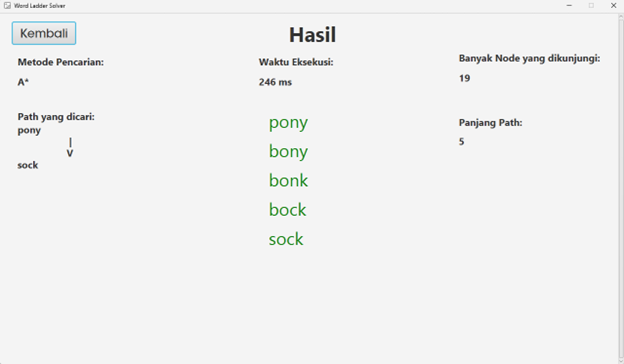 Word Ladder Solver
Kembali
Hasil
Metode Pencarian:
A*
Waktu Eksekusi:
246 ms
Banyak Node yang dikunjungi:
19
Path yang dicari:
pony
|
V
sock
pony
bony
bonk
bock
sock
Panjang Path:
5